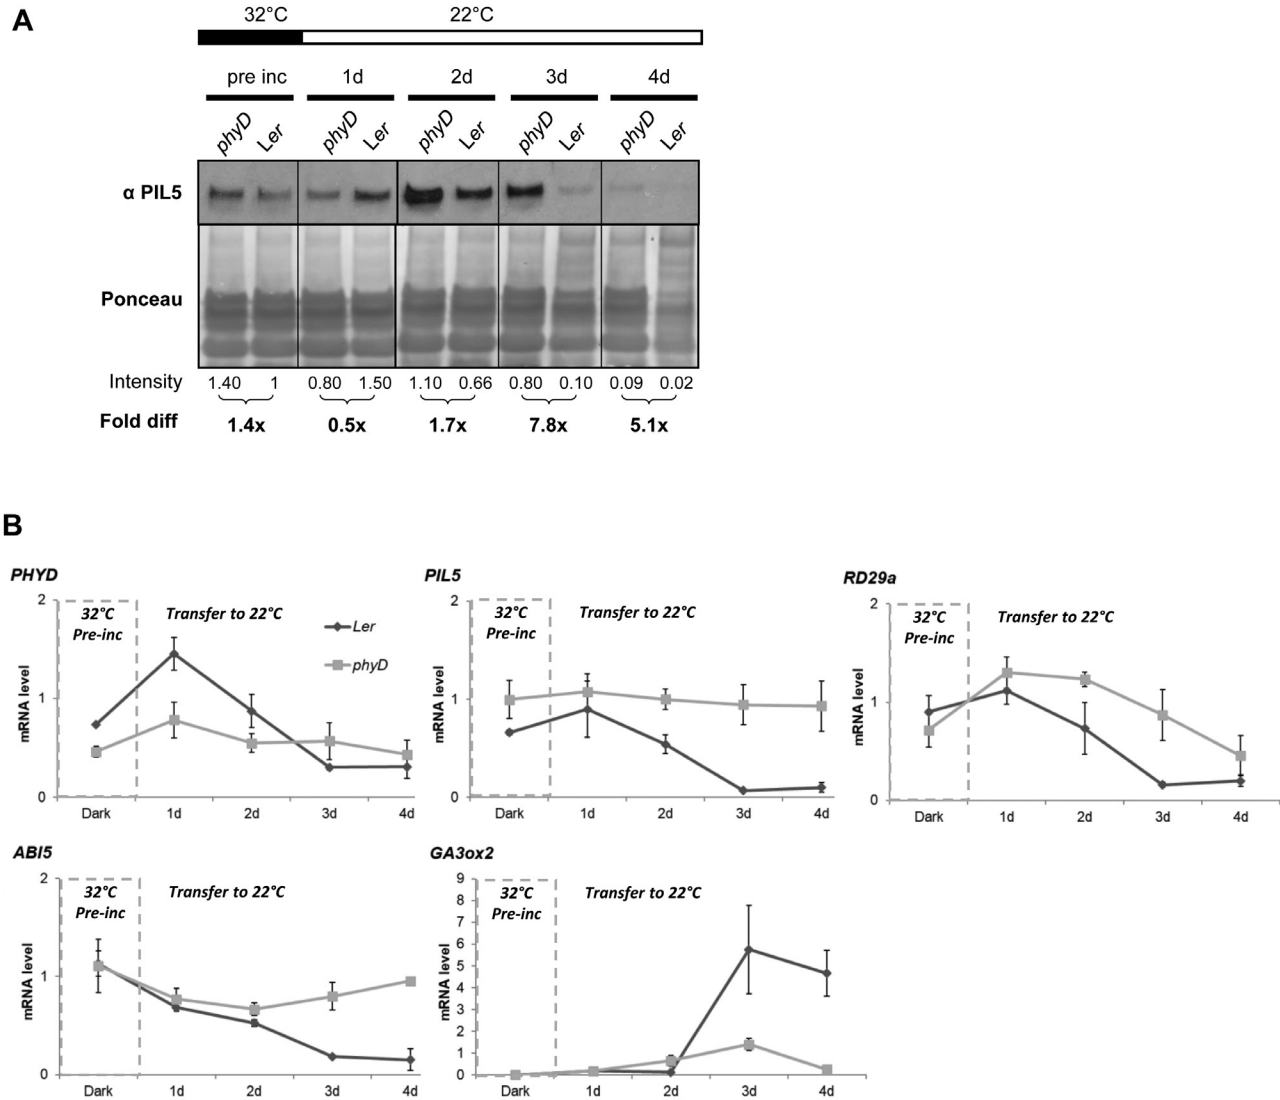 A
32°C 22°C
pre inc 1d 2d 3d 4d
phyD Ler phyD Ler phyD Ler phyD Ler phyD Ler
α PIL5
Ponceau
Intensity 1.40 1 0.80 1.50 1.10 0.66 0.80 0.10 0.09 0.02
Fold diff 1.4x 0.5x 1.7x 7.8x 5.1x
B
PHYD
2
1
0
mRNA level
32°C
Pre-inc
Transfer to 22°C
Ler
phyD
Dark 1d 2d 3d 4d
PIL5
2
1
0
mRNA level
32°C
Pre-inc
Transfer to 22°C
Dark 1d 2d 3d 4d
RD29a
2
1
0
mRNA level
32°C
Pre-inc
Transfer to 22°C
Dark 1d 2d 3d 4d
ABI5
2
1
0
mRNA level
32°C
Pre-inc
Transfer to 22°C
Dark 1d 2d 3d 4d
GA3ox2
9
8
7
6
5
4
3
2
1
0
mRNA level
32°C
Pre-inc
Transfer to 22°C
Dark 1d 2d 3d 4d